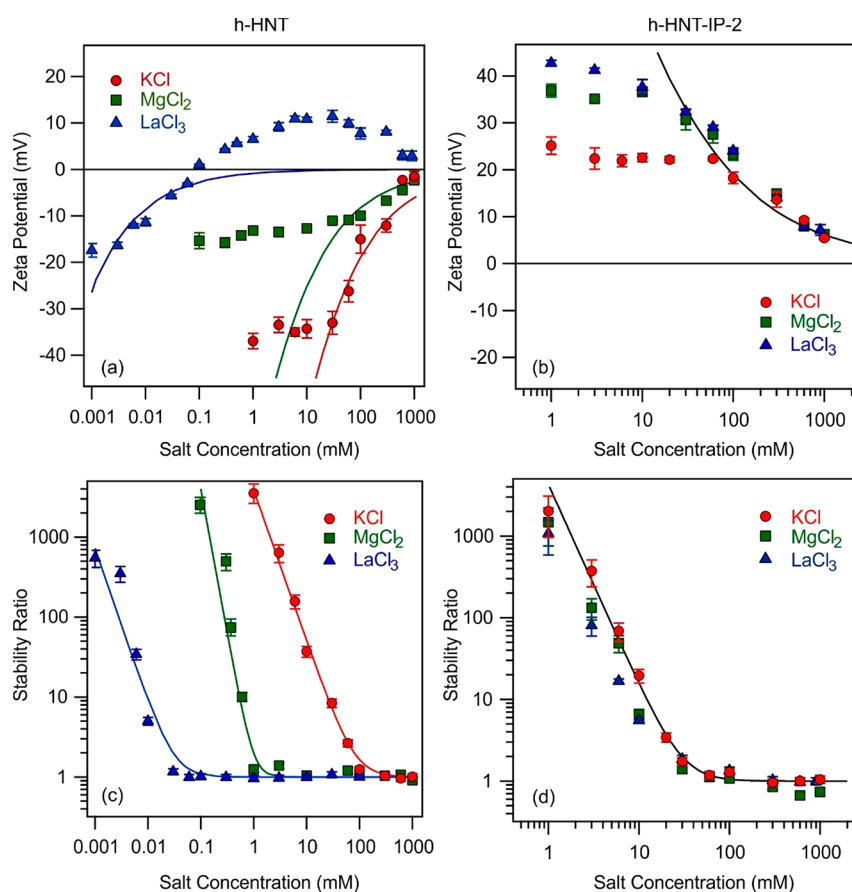 h-HNT
h-HNT-IP-2
20
10
0
-10
-20
-30
-40
Zeta Potential (mV)
KCl
MgCl2
LaCl3
(a)
0.001
0.01
0.1
1
10
100
1000
Salt Concentration (mM)
40
30
20
10
0
10
20
Zeta Potential (mV)
KCl
MgCl2
LaCl3
(b)
1
10
100
1000
Salt Concentration (mM)
1000
100
10
1
Stability Ratio
KCl
MgCl2
LaCl3
(c)
0.001
0.01
0.1
1
10
100
1000
Salt Concentration (mM)
1000
100
10
1
Stability Ratio
KCl
MgCl2
LaCl3
(d)
1
10
100
1000
Salt Concentration (mM)